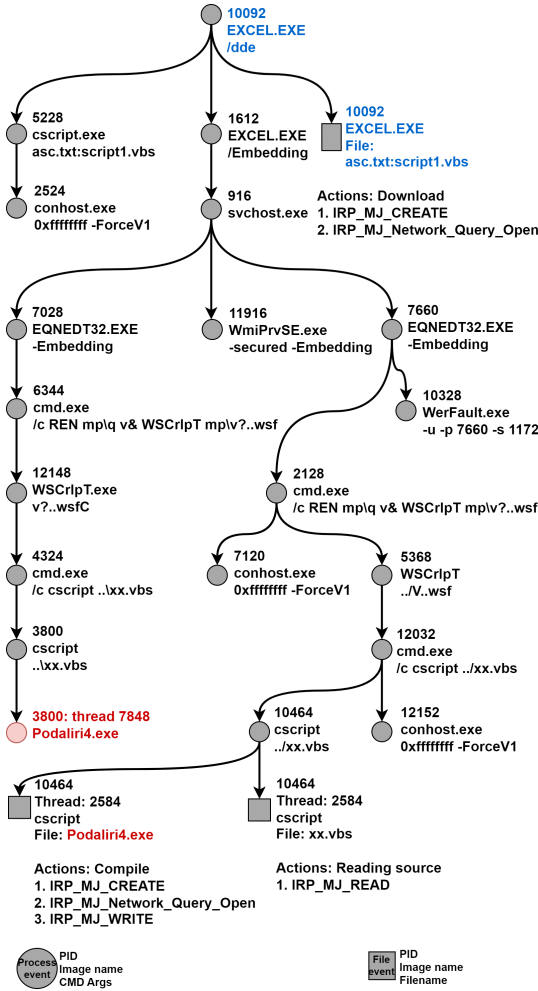 10092
EXCEL.EXE
/dde
5228
cscript.exe
asc.txt:script1.vbs
1612
EXCEL.EXE
/Embedding
10092
EXCEL.EXE
File:
asc.txt:script1.vbs
2524
conhost.exe
0xffffffff -ForceV1
916
svchost.exe
Actions: Download
1. IRP_MJ_CREATE
2. IRP_MJ_Network_Query_Open
7028
EQNEDT32.EXE
-Embedding
11916
WmiPrvSE.exe
-secured -Embedding
7660
EQNEDT32.EXE
-Embedding
6344
cmd.exe
/c REN mp\q v& WSCrIpT mp\v?..wsf
10328
WerFault.exe
-u -p 7660 -s 1172
12148
WSCrIpT.exe
v?..wsfC
2128
cmd.exe
/c REN mp\q v& WSCrIpT mp\v?..wsf
4324
cmd.exe
/c cscript ..\xx.vbs
7120
conhost.exe
0xffffffff -ForceV1
5368
WSCrIpT
../V..wsf
3800
cscript
..\xx.vbs
12032
cmd.exe
/c cscript ../xx.vbs
3800: thread 7848
Podaliri4.exe
10464
cscript
../xx.vbs
12152
conhost.exe
0xffffffff -ForceV1
10464
Thread: 2584
cscript
File: Podaliri4.exe
10464
Thread: 2584
cscript
File: xx.vbs
Actions: Compile
1. IRP_MJ_CREATE
2. IRP_MJ_Network_Query_Open
3. IRP_MJ_WRITE
Actions: Reading source
1. IRP_MJ_READ
Process
event
PID
Image name
CMD Args
File
event
PID
Image name
Filename